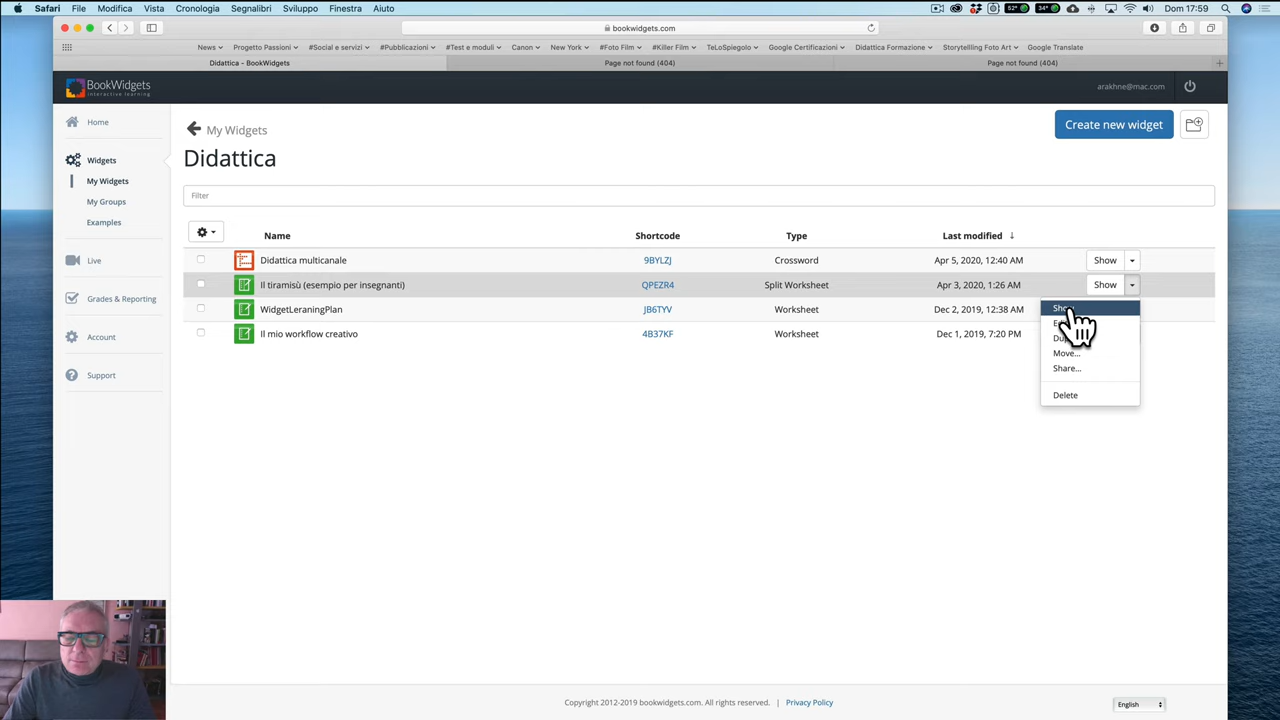 Safari File Modifica Vista Cronologia Segnalibri Sviluppo Finestra Aiuto 52° 34° Dom 17:59
bookwidgets.com
News Progetto Passioni #Social e servizi #Pubblicazioni #Test e moduli Canon New York #Foto Film #Killer Film TeLoSpiegolo Google Certificazioni Didattica Formazione Storytelling Foto Art Google Translate
Didattica – BookWidgets Page not found (404) Page not found (404)
BookWidgets
interactive learning
arakhne@mac.com
Home
My Widgets
Create new widget
Didattica
Widgets
My Widgets
Filter
My Groups
Examples
Name Shortcode Type Last modified ↓
Live
Didattica multicanale 9BYLZJ Crossword Apr 5, 2020, 12:40 AM Show
Il tiramisù (esempio per insegnanti) QPEZR4 Split Worksheet Apr 3, 2020, 1:26 AM Show
Grades & Reporting
WidgetLeraningPlan JB6TYV Worksheet Dec 2, 2019, 12:38 AM
Il mio workflow creativo 4B37KF Worksheet Dec 1, 2019, 7:20 PM
Account
Support
Move...
Share...
Delete
Copyright 2012-2019 bookwidgets.com. All rights reserved. Privacy Policy
English